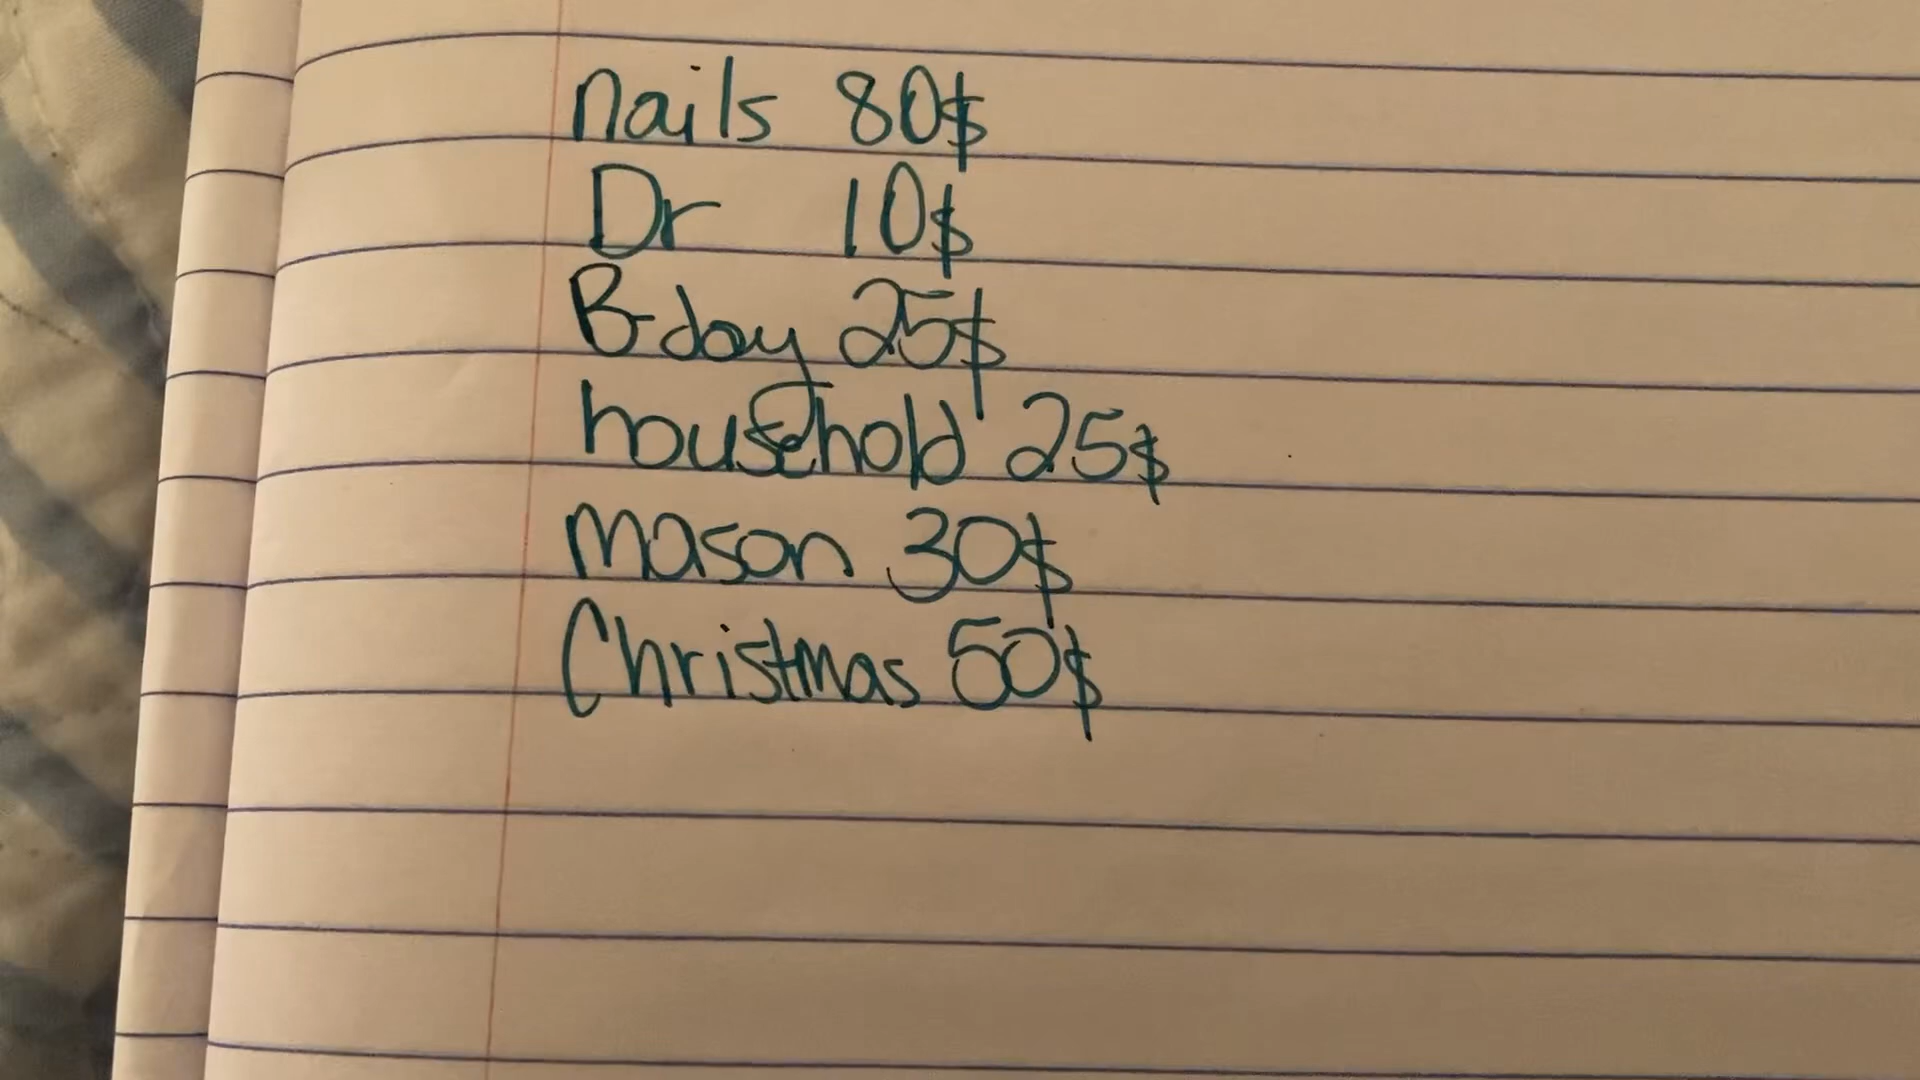 nails 80$
Dr 10$
B-day 25$
household 25$
mason 30$
Christmas 50$